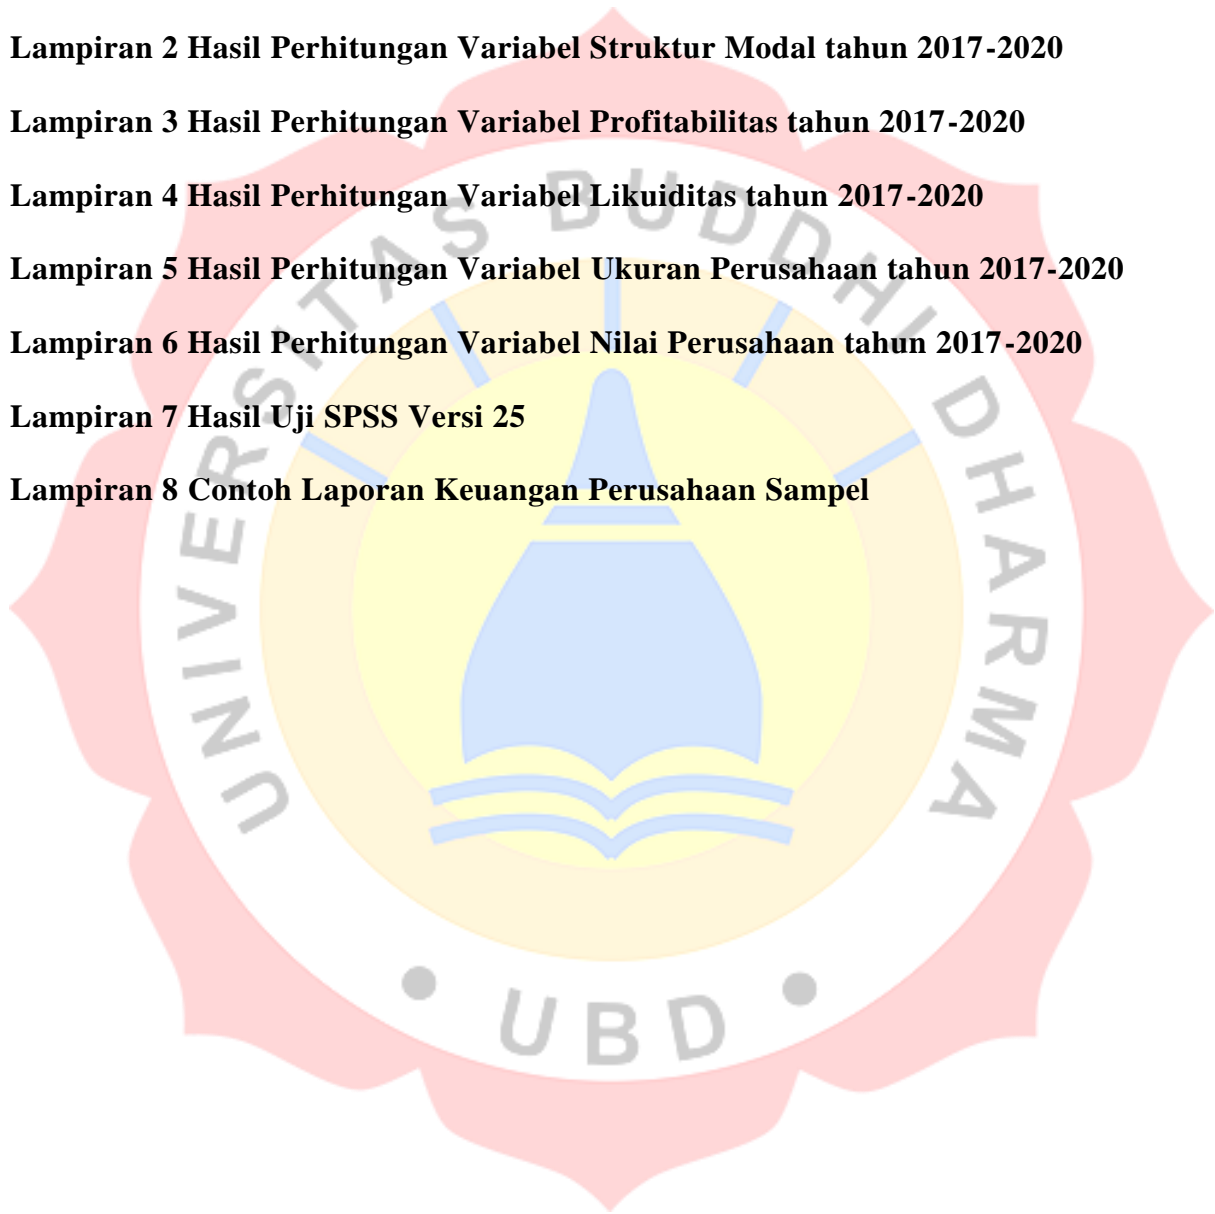 Lampiran 2 Hasil Perhitungan Variabel Struktur Modal tahun 2017-2020
Lampiran 3 Hasil Perhitungan Variabel Profitabilitas tahun 2017-2020
Lampiran 4 Hasil Perhitungan Variabel Likuiditas tahun 2017-2020
Lampiran 5 Hasil Perhitungan Variabel Ukuran Perusahaan tahun 2017-2020
Lampiran 6 Hasil Perhitungan Variabel Nilai Perusahaan tahun 2017-2020
Lampiran 7 Hasil Uji SPSS Versi 25
Lampiran 8 Contoh Laporan Keuangan Perusahaan Sampel
UNIVERSITAS BUDDHI DHARMA
• UBD •